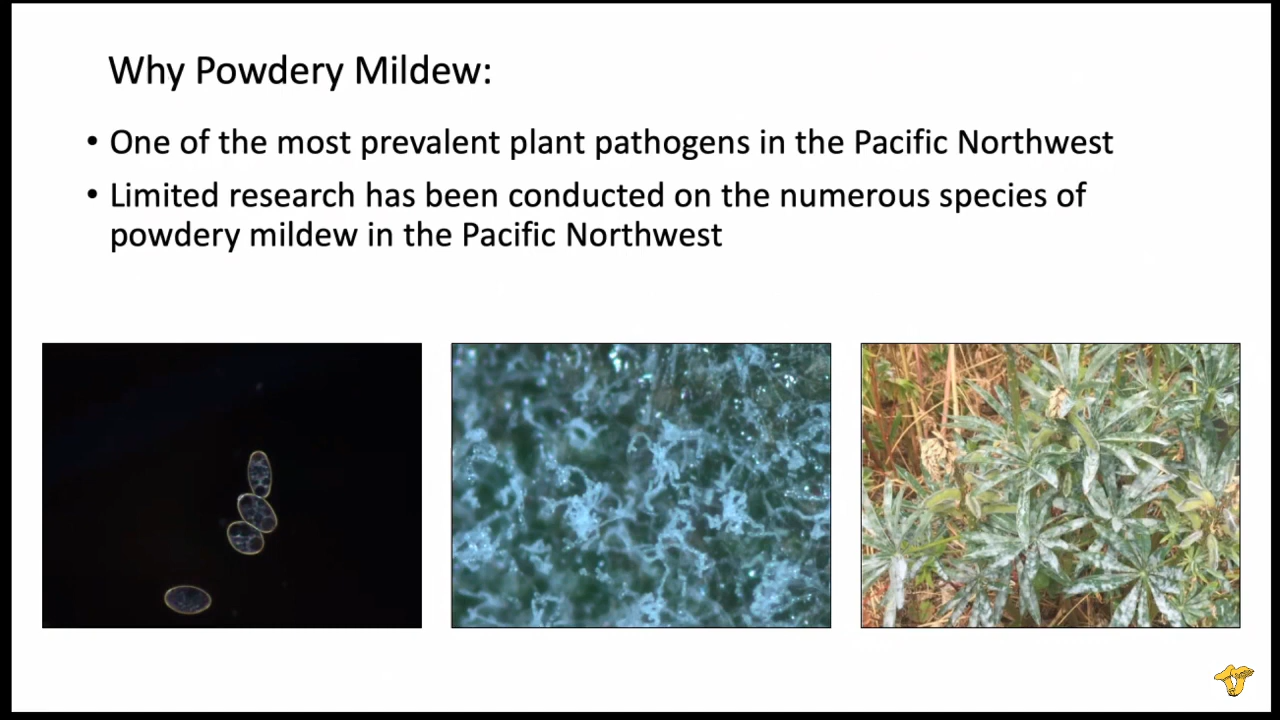 Why Powdery Mildew:
• One of the most prevalent plant pathogens in the Pacific Northwest
• Limited research has been conducted on the numerous species of
powdery mildew in the Pacific Northwest